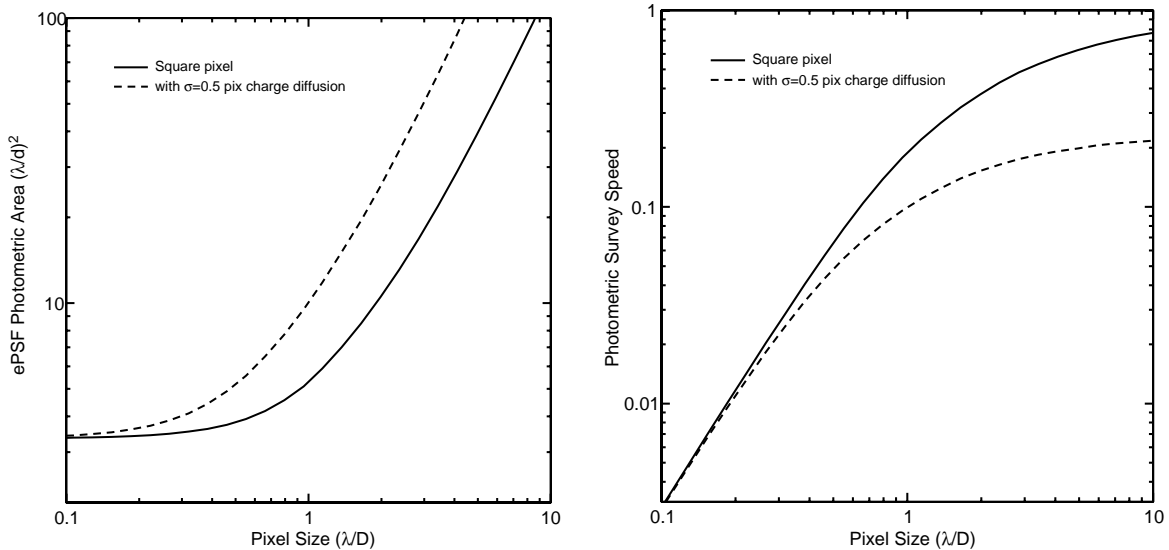 100
10
ePSF Photometric Area (λ/d)²
Square pixel
with σ=0.5 pix charge diffusion
0.1
1
10
Pixel Size (λ/D)
1
0.1
0.01
Photometric Survey Speed
Square pixel
with σ=0.5 pix charge diffusion
0.1
1
10
Pixel Size (λ/D)